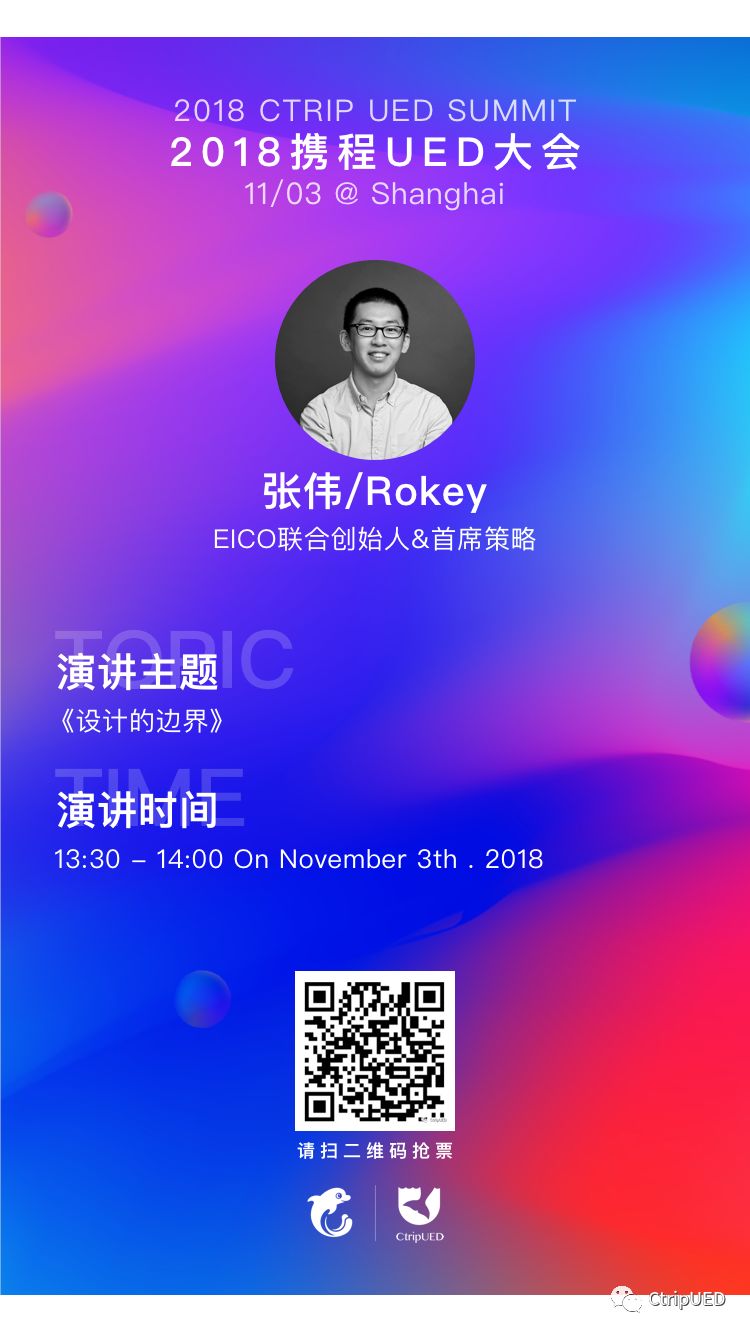 2018 CTRIP UED SUMMIT
2018携程UED大会
11/03 @ Shanghai
张伟/Rokey
EICO联合创始人&首席策略
TOPIC
演讲主题
《设计的边界》
TIME
演讲时间
13:30 – 14:00 On November 3th . 2018
请扫二维码抢票
CtripUED
CtripUED